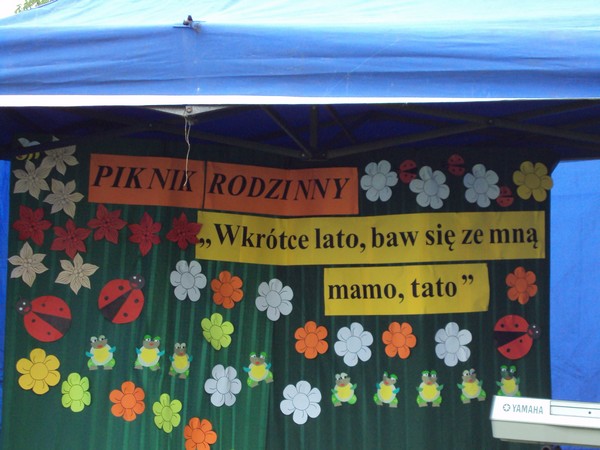 PIKNIK RODZINNY
„Wkrótce lato, baw się ze mną
mamo, tato”
YAMAHA